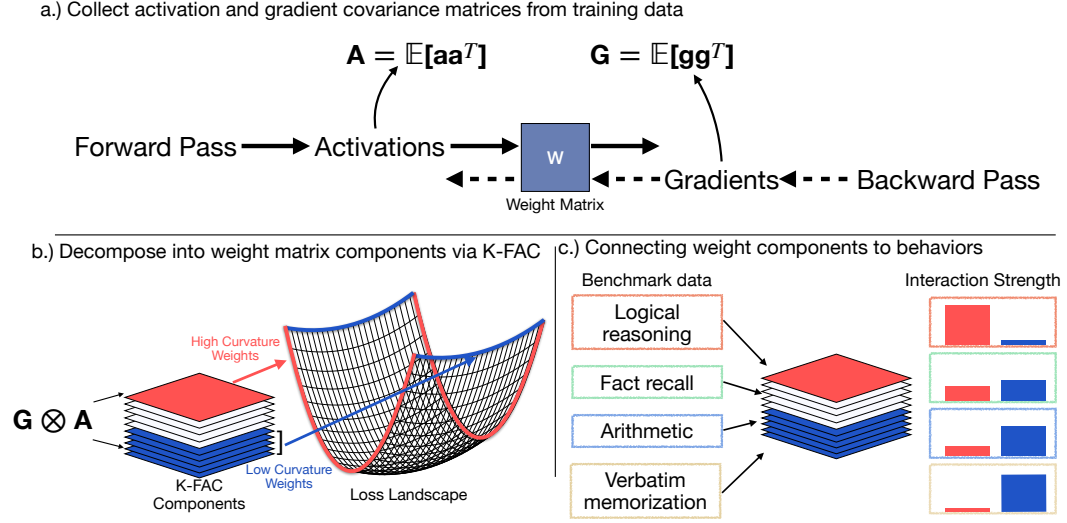 a.) Collect activation and gradient covariance matrices from training data
𝐀 = 𝔼[𝐚𝐚ᵀ]
𝐆 = 𝔼[𝐠𝐠ᵀ]
Forward Pass
Activations
W
Weight Matrix
Gradients
Backward Pass
b.) Decompose into weight matrix components via K-FAC
High Curvature
Weights
G ⊗ A
Low Curvature
Weights
K-FAC
Components
Loss Landscape
c.) Connecting weight components to behaviors
Benchmark data
Interaction Strength
Logical
reasoning
Fact recall
Arithmetic
Verbatim
memorization